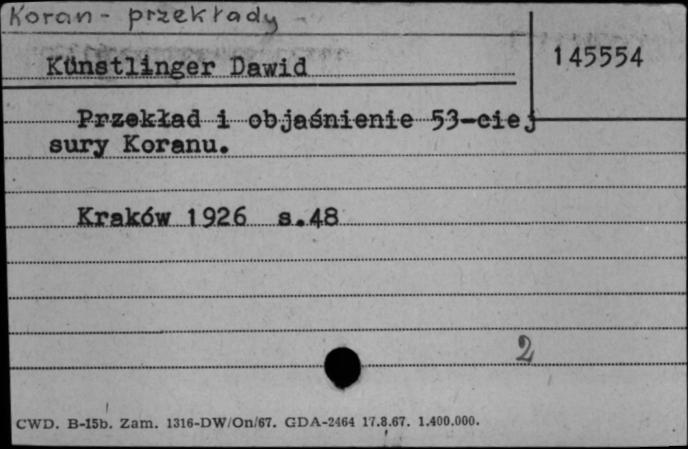 Koran - przekłady
145554
Künstlinger Dawid
Przekład i objaśnienie 53-ciej
sury Koranu.
Kraków 1926 s.48
2
CWD. B-15b. Zam. 1316-DW/On/67. GDA-2464 17.8.67. 1.400.000.